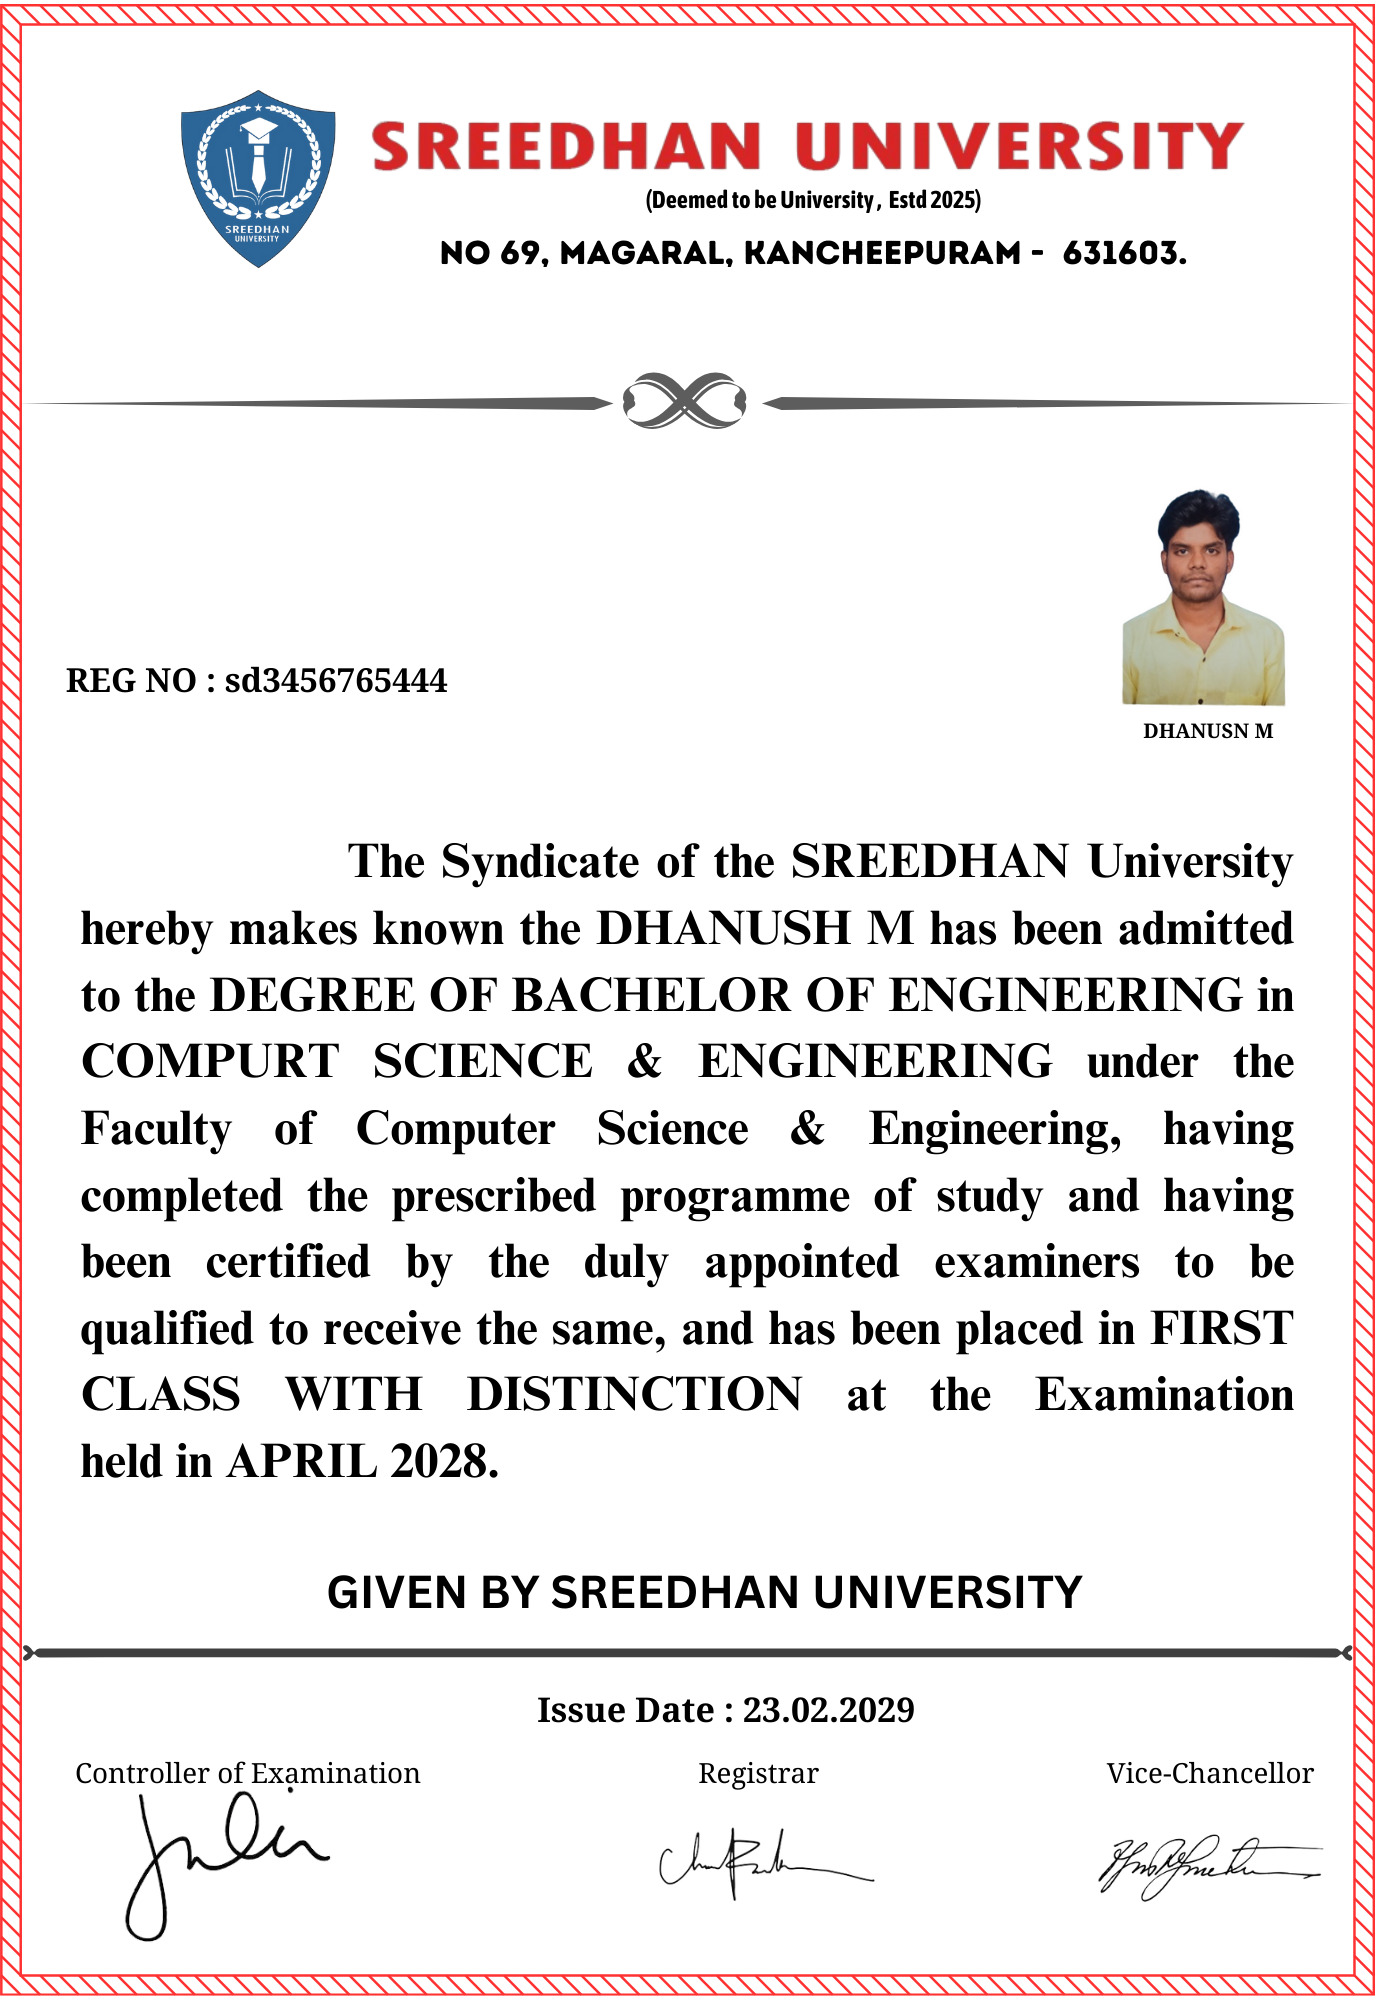 SREEDHAN
UNIVERSITY
SREEDHAN UNIVERSITY
(Deemed to be University , Estd 2025)
NO 69, MAGARAL, KANCHEEPURAM - 631603.
REG NO : sd3456765444
DHANUSN M
The Syndicate of the SREEDHAN University
hereby makes known the DHANUSH M has been admitted
to the DEGREE OF BACHELOR OF ENGINEERING in
COMPURT SCIENCE & ENGINEERING under the
Faculty of Computer Science & Engineering, having
completed the prescribed programme of study and having
been certified by the duly appointed examiners to be
qualified to receive the same, and has been placed in FIRST
CLASS WITH DISTINCTION at the Examination
held in APRIL 2028.
GIVEN BY SREEDHAN UNIVERSITY
Issue Date : 23.02.2029
Controller of Examination
Registrar
Vice-Chancellor